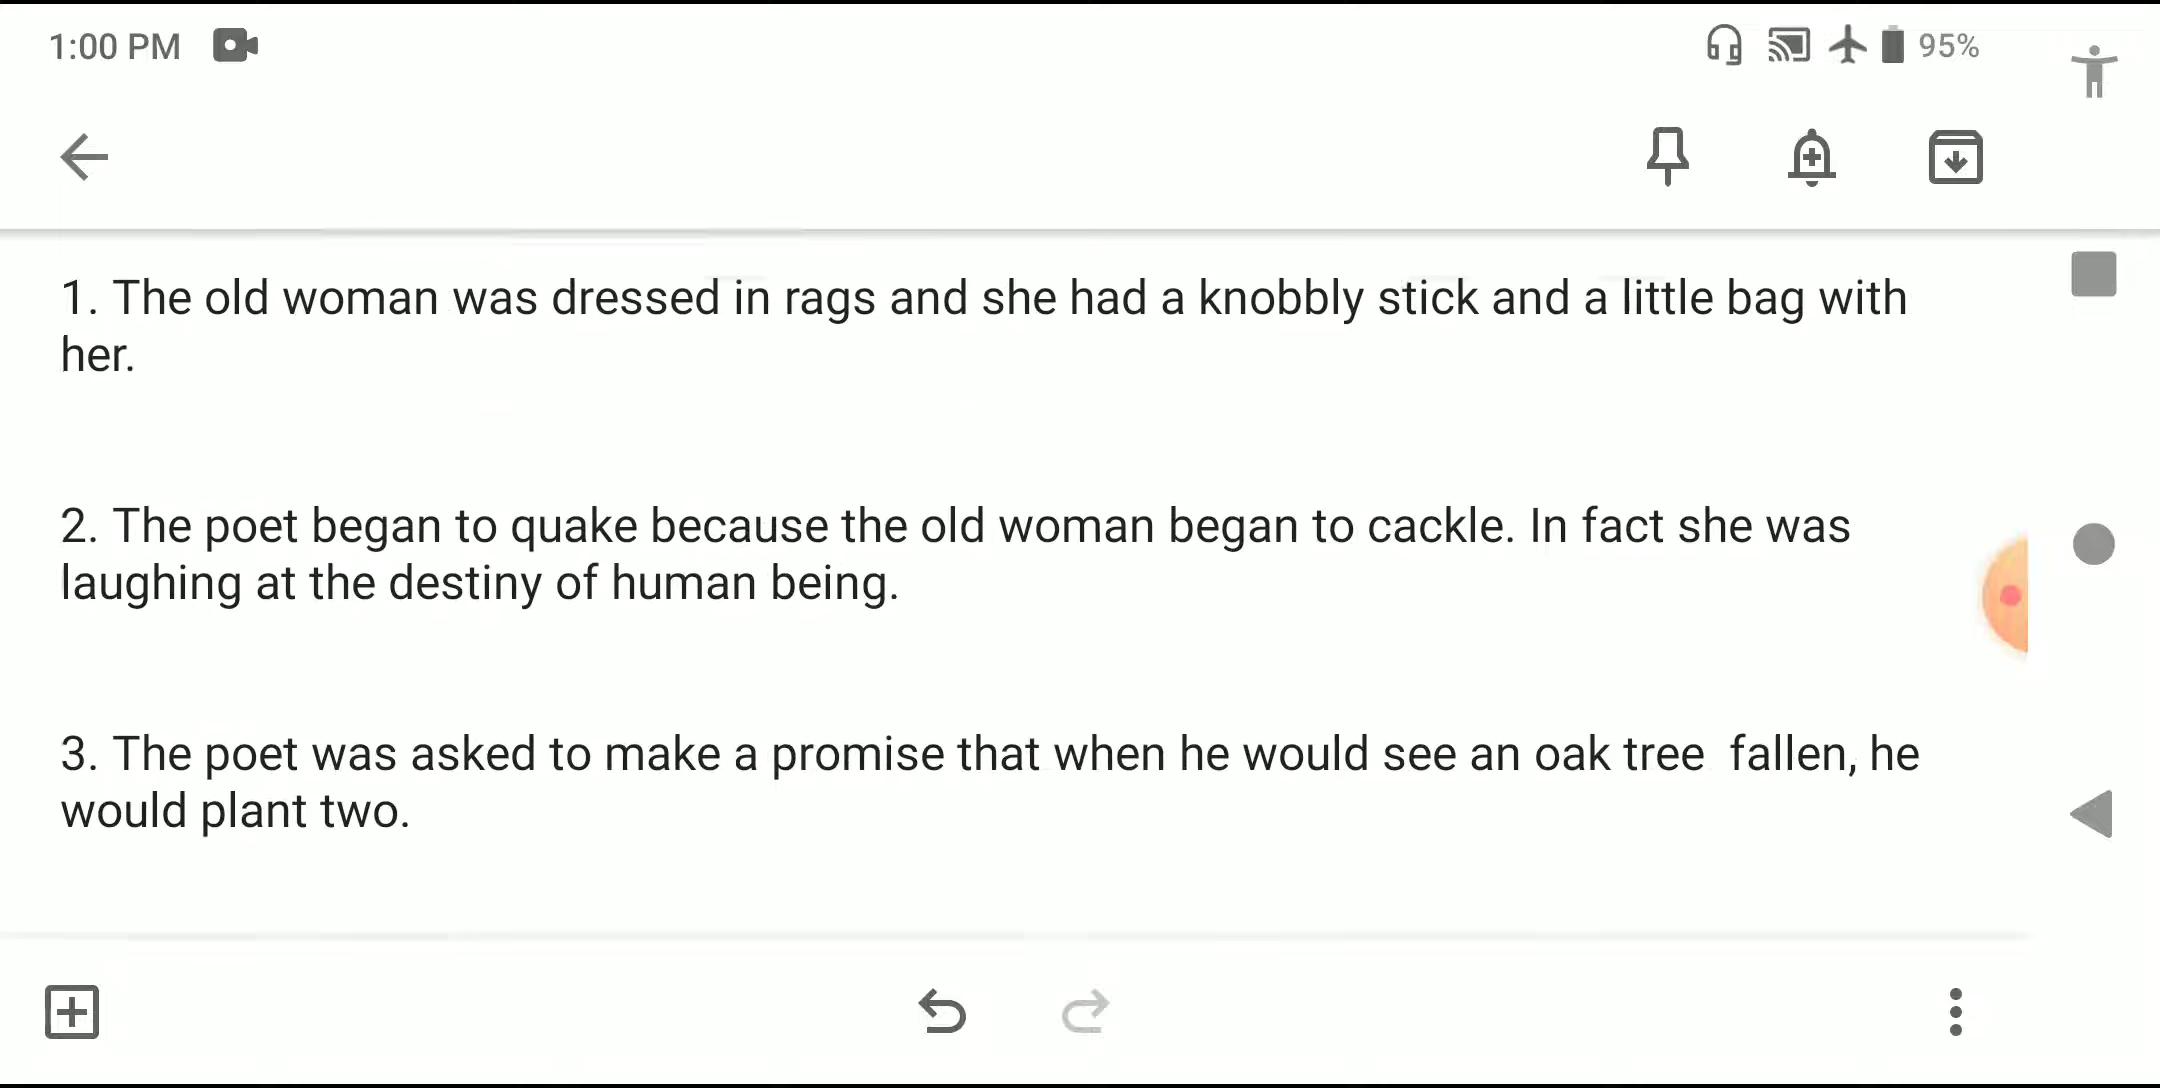 1:00 PM
95%
1. The old woman was dressed in rags and she had a knobbly stick and a little bag with
her.
2. The poet began to quake because the old woman began to cackle. In fact she was
laughing at the destiny of human being.
3. The poet was asked to make a promise that when he would see an oak tree  fallen, he
would plant two.